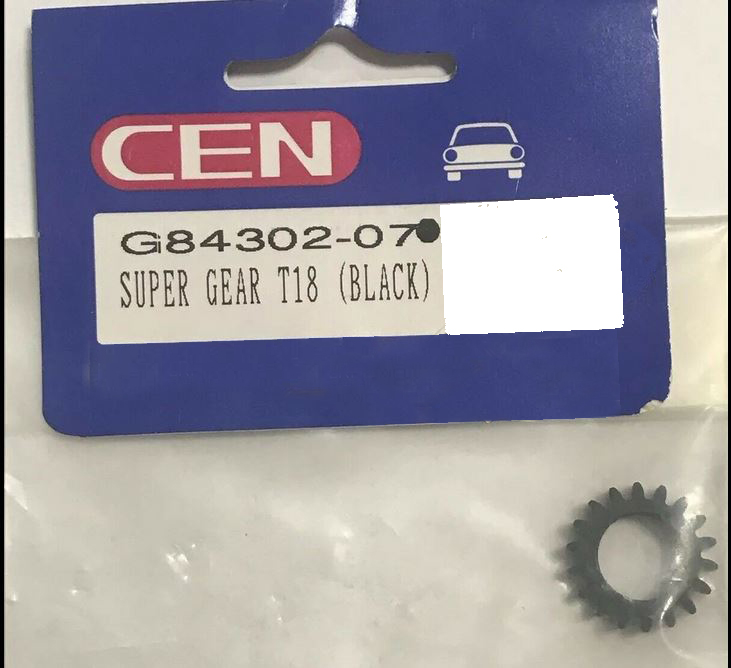 CEN
G84302-07
SUPER GEAR T18 (BLACK)